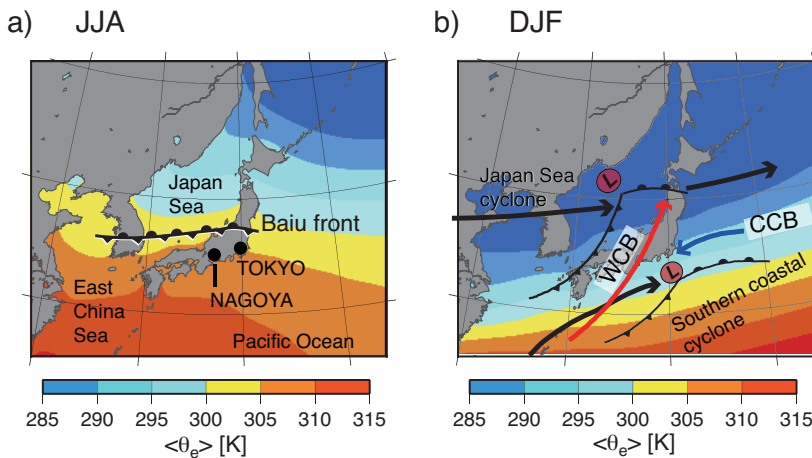 a) JJA
Japan
Sea
Baiu front
TOKYO
NAGOYA
East
China
Sea
Pacific Ocean
285 290 295 300 305 310 315
<θe> [K]
b) DJF
Japan Sea
cyclone
L
CCB
WCB
L
Southern coastal
cyclone
285 290 295 300 305 310 315
<θe> [K]